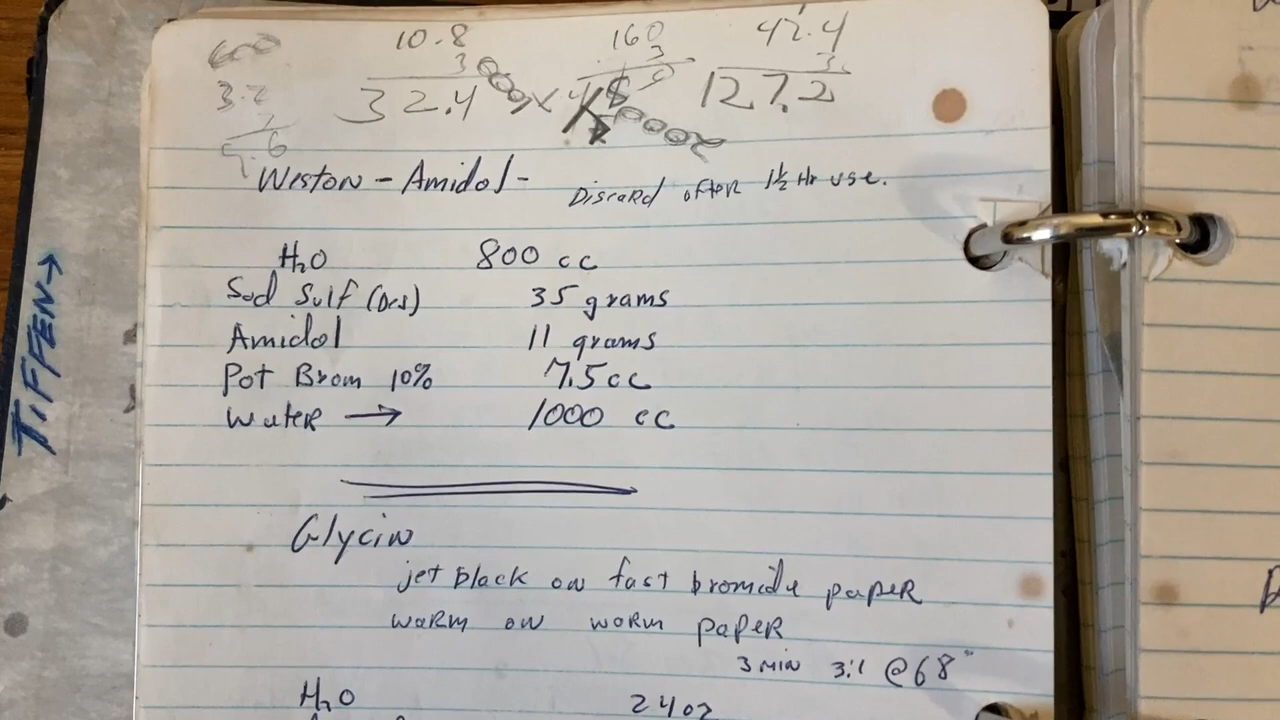 10.8 160 42.4
3 3 3
32.4 127.2
3.2
Weston - Amidol - Discard after 1½ Hr use.
H₂O 800 cc
Sod Sulf (Des) 35 grams
Amidol 11 grams
Pot Brom 10% 7.5 cc
Water → 1000 cc
Glycin
jet black on fast bromide paper
warm on warm paper
3 min 3:1 @ 68°
H₂O 24 oz
TIFFEN →